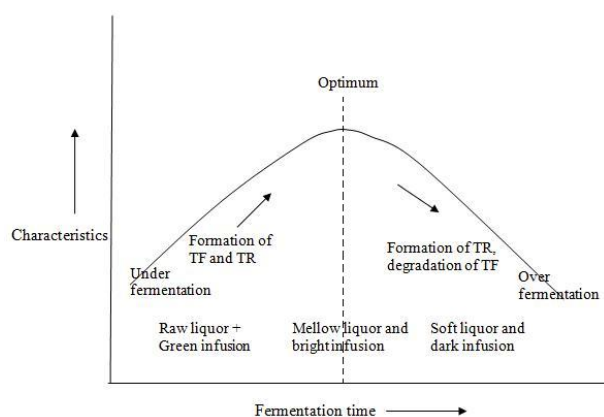 Optimum
Characteristics
Formation of
TF and TR
Formation of TR,
degradation of TF
Under
fermentation
Over
fermentation
Raw liquor +
Green infusion
Mellow liquor and
bright infusion
Soft liquor and
dark infusion
Fermentation time